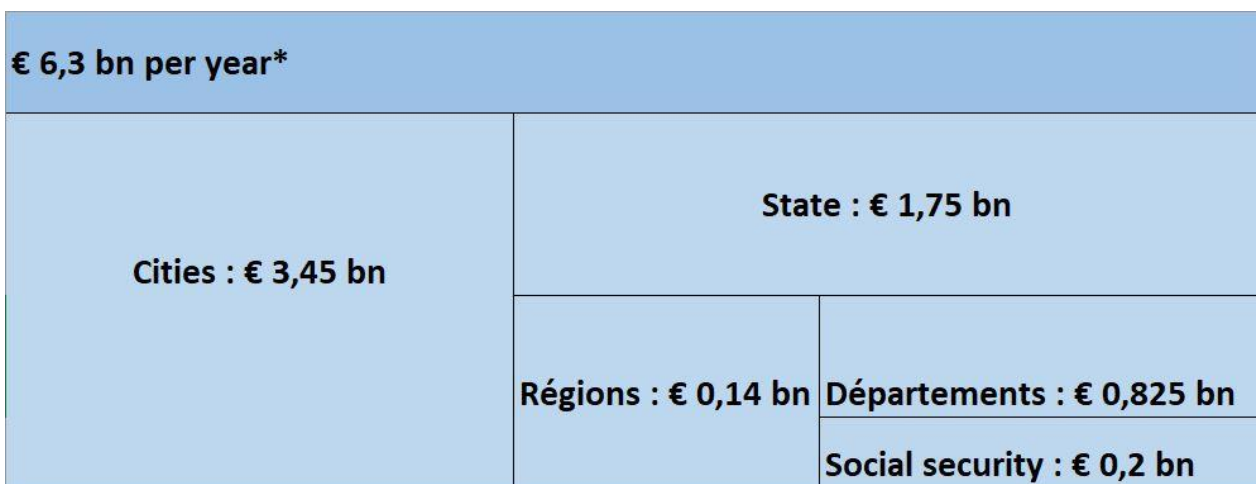 € 6,3 bn per year*
State : € 1,75 bn
Cities : € 3,45 bn
Régions : € 0,14 bn
Départements : € 0,825 bn
Social security : € 0,2 bn